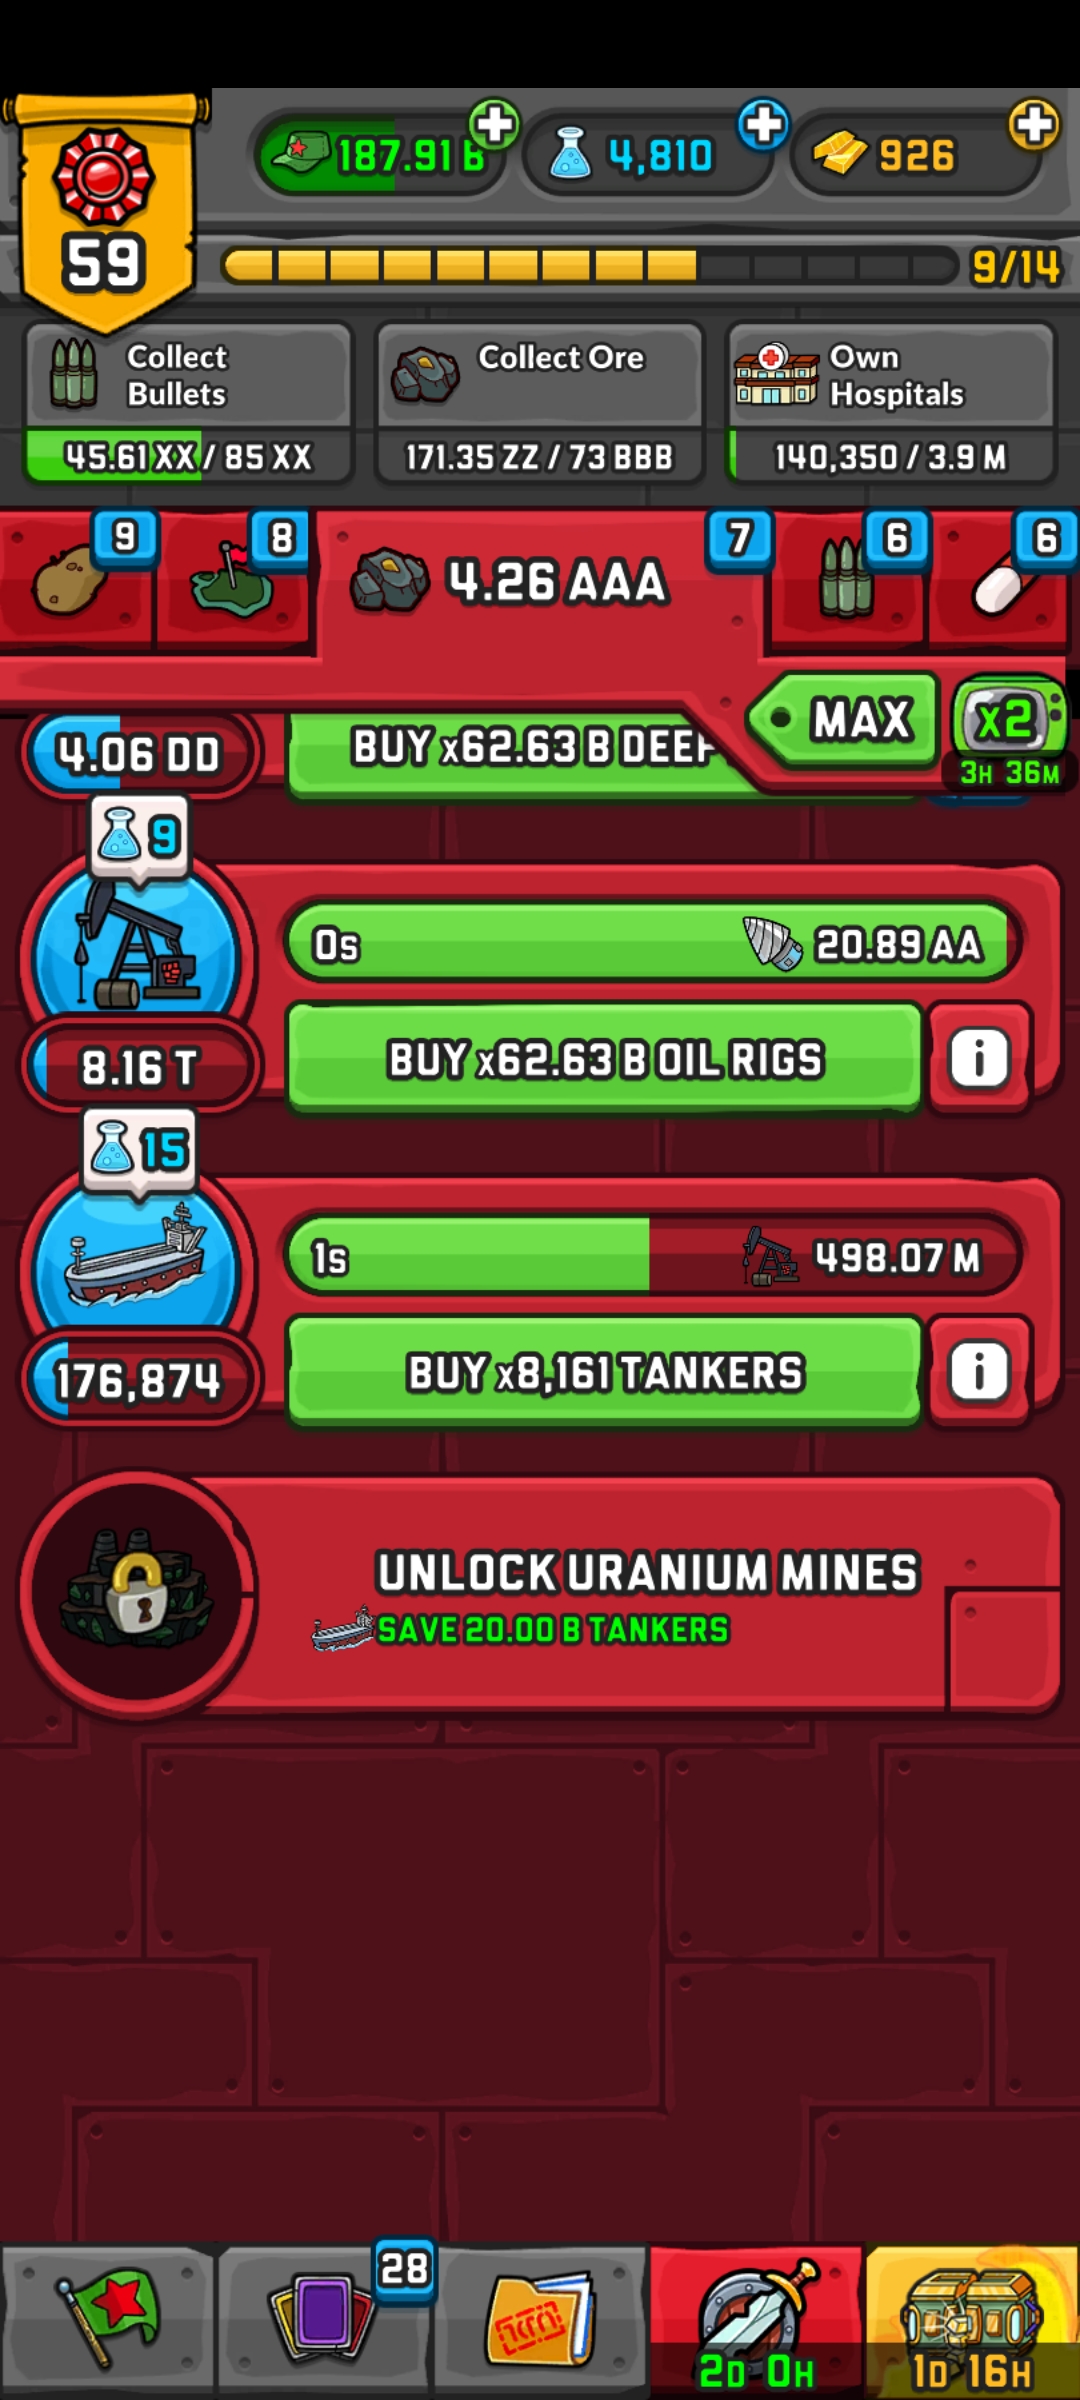 187.91 B
4,810
926
59
9/14
Collect
Bullets
Collect Ore
Own
Hospitals
45.61 XX / 85 XX
171.35 ZZ / 73 BBB
140,350 / 3.9 M
9
8
4.26 AAA
7
6
6
MAX
x2
3H 36M
4.06 DD
BUY x62.63 B DEEP
9
0s
20.89 AA
BUY x62.63 B OIL RIGS
i
8.16 T
15
1s
498.07 M
BUY x8,161 TANKERS
i
176,874
UNLOCK URANIUM MINES
SAVE 20.00 B TANKERS
28
2D 0H
1D 16H